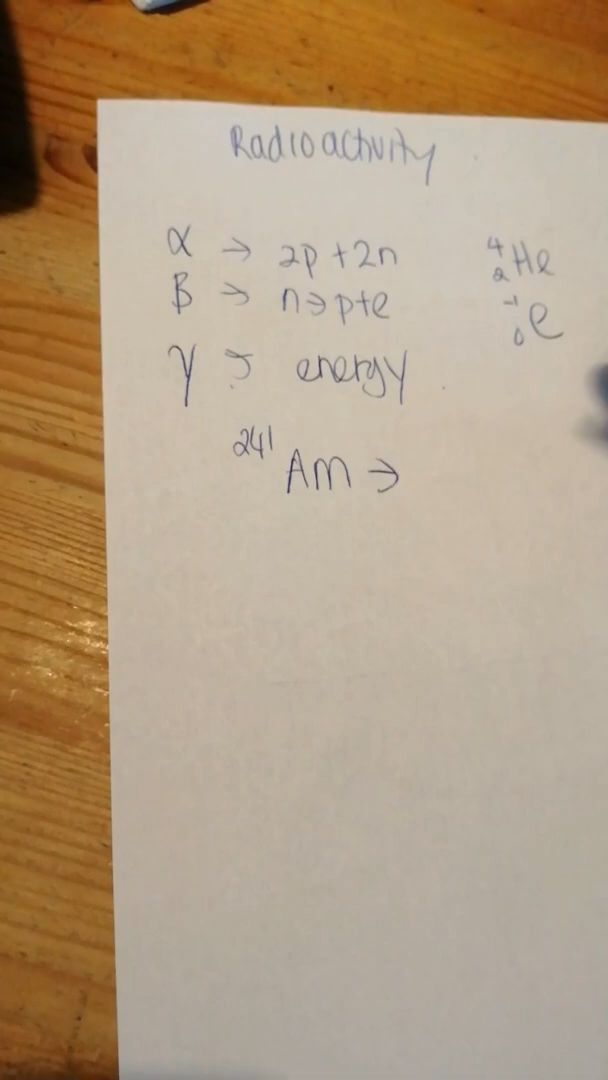 Radioactivity
α → 2p + 2n ⁴₂He
β → n → p+e ⁻¹₀e
γ → energy
²⁴¹Am →